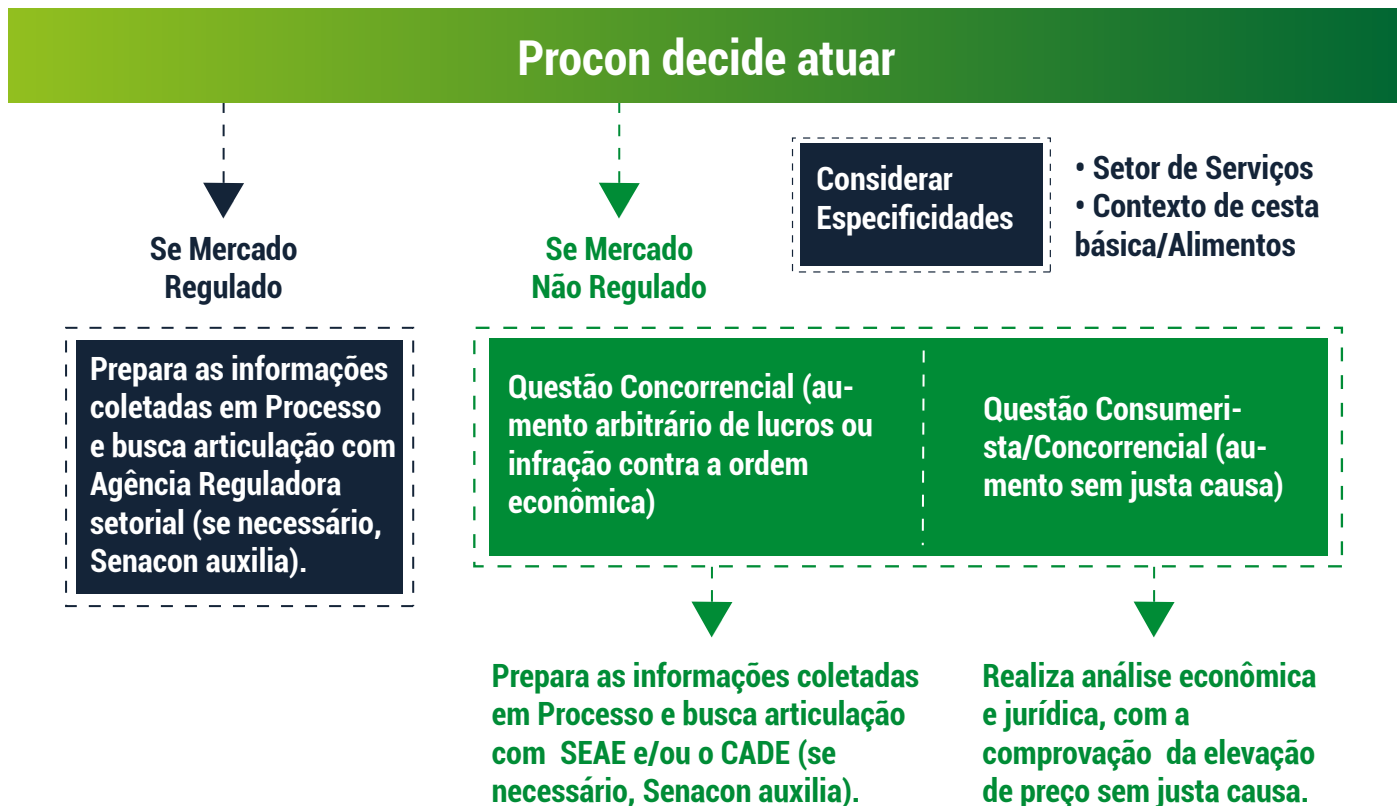 Procon decide atuar
Se Mercado
Regulado
Se Mercado
Não Regulado
Considerar
Especificidades
• Setor de Serviços
• Contexto de cesta
básica/Alimentos
Prepara as informações
coletadas em Processo
e busca articulação com
Agência Reguladora
setorial (se necessário,
Senacon auxilia).
Questão Concorrencial (au-
mento arbitrário de lucros ou
infração contra a ordem
econômica)
Questão Consumeri-
sta/Concorrencial (au-
mento sem justa causa)
Prepara as informações coletadas
em Processo e busca articulação
com SEAE e/ou o CADE (se
necessário, Senacon auxilia).
Realiza análise econômica
e jurídica, com a
comprovação da elevação
de preço sem justa causa.